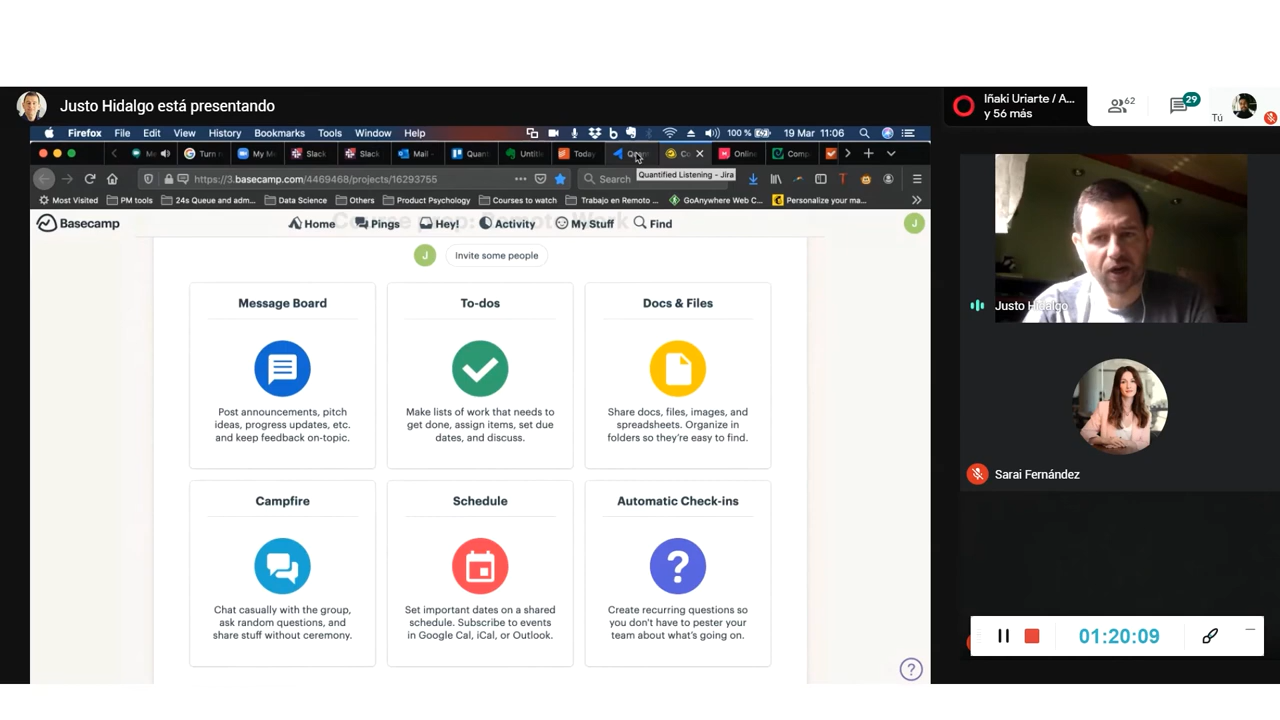 Justo Hidalgo está presentando
Iñaki Uriarte / A...
y 56 más
62
29
Tú
Firefox File Edit View History Bookmarks Tools Window Help
100 % 19 Mar 11:06
Turn
My M
Slack
Slack
Mail -
Quan
Untitl
Today
Co
Online
Comp
https://3.basecamp.com/4469468/projects/16293755
Search
Quantified Listening - Jira
Most Visited PM tools 24s Queue and adm... Data Science Others Product Psychology Courses to watch Trabajo en Remoto ... GoAnywhere Web C... Personalize your ma...
Basecamp Home Pings Hey! Activity My Stuff Find J
J Invite some people
Message Board
Post announcements, pitch
ideas, progress updates, etc.
and keep feedback on-topic.
To-dos
Make lists of work that needs to
get done, assign items, set due
dates, and discuss.
Docs & Files
Share docs, files, images, and
spreadsheets. Organize in
folders so they're easy to find.
Campfire
Chat casually with the group,
ask random questions, and
share stuff without ceremony.
Schedule
Set important dates on a shared
schedule. Subscribe to events
in Google Cal, iCal, or Outlook.
Automatic Check-ins
?
Create recurring questions so
you don't have to pester your
team about what's going on.
?
Justo Hidalgo
Sarai Fernández
01:20:09